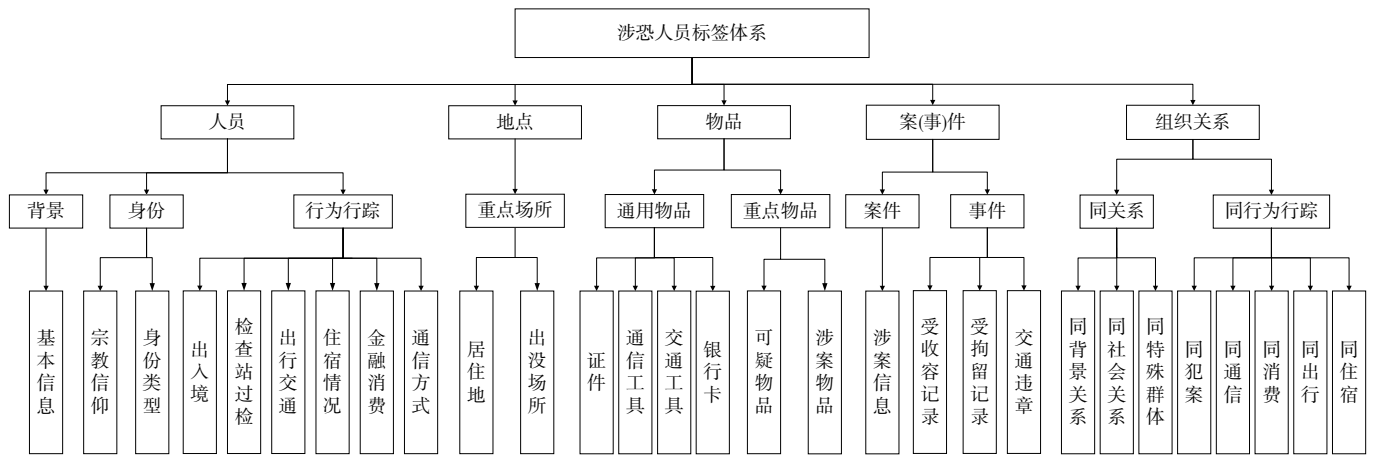 涉恐人员标签体系
人员
地点
物品
案(事)件
组织关系
背景
身份
行为行踪
重点场所
通用物品
重点物品
案件
事件
同关系
同行为行踪
基本信息
宗教信仰
身份类型
出入境
检查站过检
出行交通
住宿情况
金融消费
通信方式
居住地
出没场所
证件
通信工具
交通工具
银行卡
可疑物品
涉案物品
涉案信息
受收容记录
受拘留记录
交通违章
同背景关系
同社会关系
同特殊群体
同犯案
同通信
同消费
同出行
同住宿